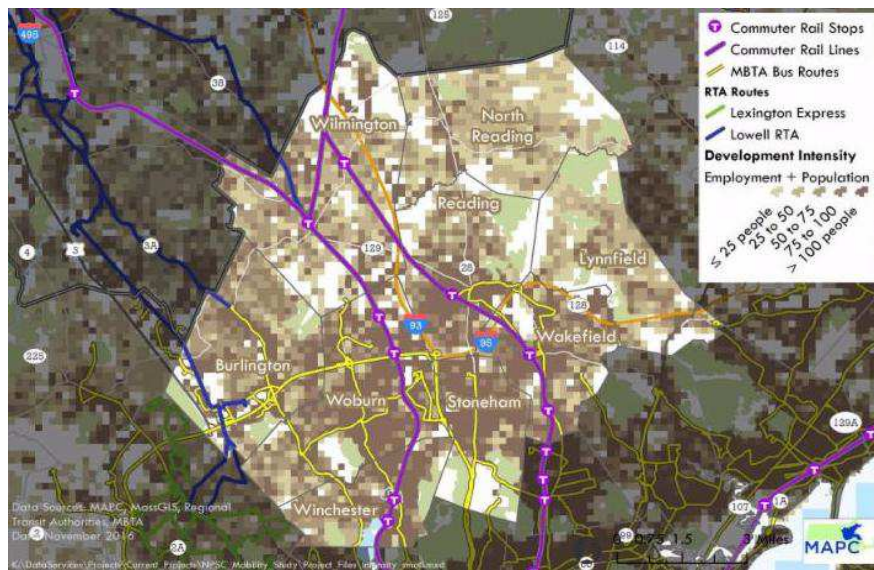 Commuter Rail Stops
Commuter Rail Lines
MBTA Bus Routes
RTA Routes
Lexington Express
Lowell RTA
Development Intensity
Employment + Population
≤ 25 people
25 to 50
50 to 75
75 to 100
> 100 people
495
38
125
114
Wilmington
North
Reading
Reading
4
3
3A
129
28
Lynnfield
128
93
95
Wakefield
225
Burlington
Woburn
Stoneham
129A
Winchester
107
1A
Data Sources: MAPC, MassGIS, Regional
Transit Authorities, MBTA
Date: November 2016
2A
0.75 1.5
3 Miles
MAPC